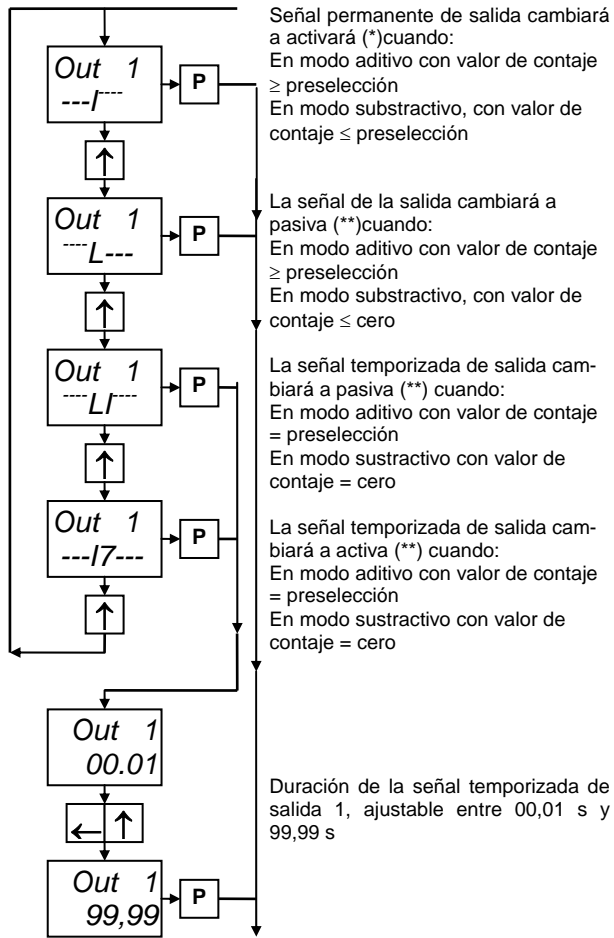 Señal permanente de salida cambiará
a activará (*)cuando:
En modo aditivo con valor de contaje
≥ preselección
En modo substractivo, con valor de
contaje ≤ preselección
Out 1
---I‾‾‾‾
P
↑
La señal de la salida cambiará a
pasiva (**)cuando:
En modo aditivo con valor de contaje
≥ preselección
En modo substractivo, con valor de
contaje ≤ cero
Out 1
‾‾‾‾L---
P
↑
La señal temporizada de salida cam-
biará a pasiva (**) cuando:
En modo aditivo con valor de contaje
= preselección
En modo sustractivo con valor de
contaje = cero
Out 1
‾‾‾‾LI‾‾‾‾
P
↑
La señal temporizada de salida cam-
biará a activa (**) cuando:
En modo aditivo con valor de contaje
= preselección
En modo sustractivo con valor de
contaje = cero
Out 1
---I7---
P
↑
Out 1
00.01
← ↑
Out 1
99,99
P
Duración de la señal temporizada de
salida 1, ajustable entre 00,01 s y
99,99 s